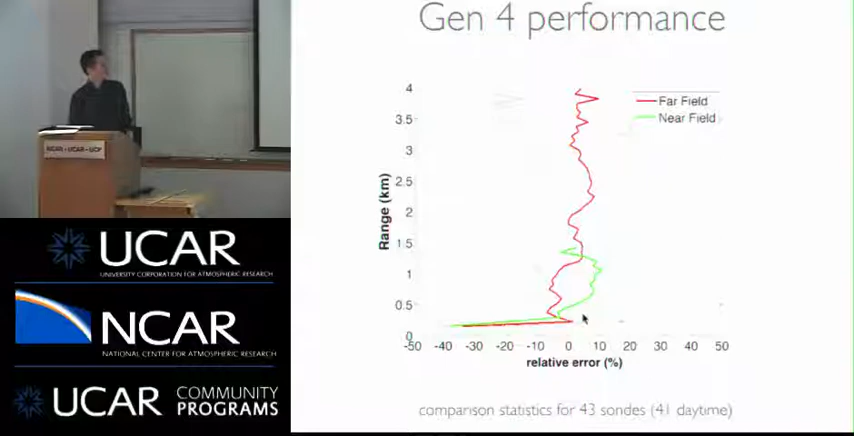 Gen 4 performance
NCAR • UCAR • UCP
UCAR
UNIVERSITY CORPORATION FOR ATMOSPHERIC RESEARCH
NCAR
NATIONAL CENTER FOR ATMOSPHERIC RESEARCH
UCAR COMMUNITY PROGRAMS
Range (km)
4
3.5
3
2.5
2
1.5
1
0.5
0
-50 -40 -30 -20 -10 0 10 20 30 40 50
relative error (%)
Far Field
Near Field
comparison statistics for 43 sondes (41 daytime)